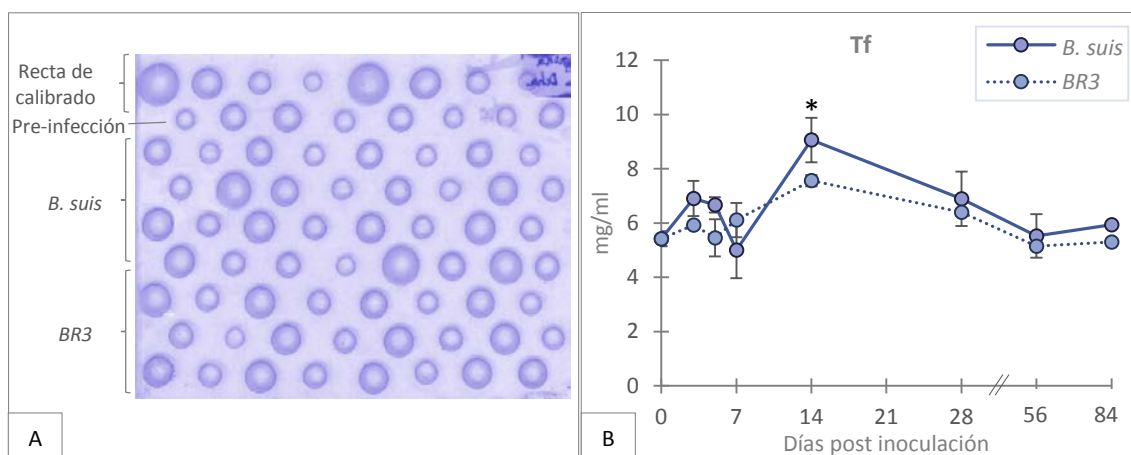 Recta de
calibrado
Pre-infección
B. suis
BR3
A
Tf
B. suis
BR3
12
10
8
6
4
2
0
mg/ml
*
0 7 14 21 28 56 84
Días post inoculación
B